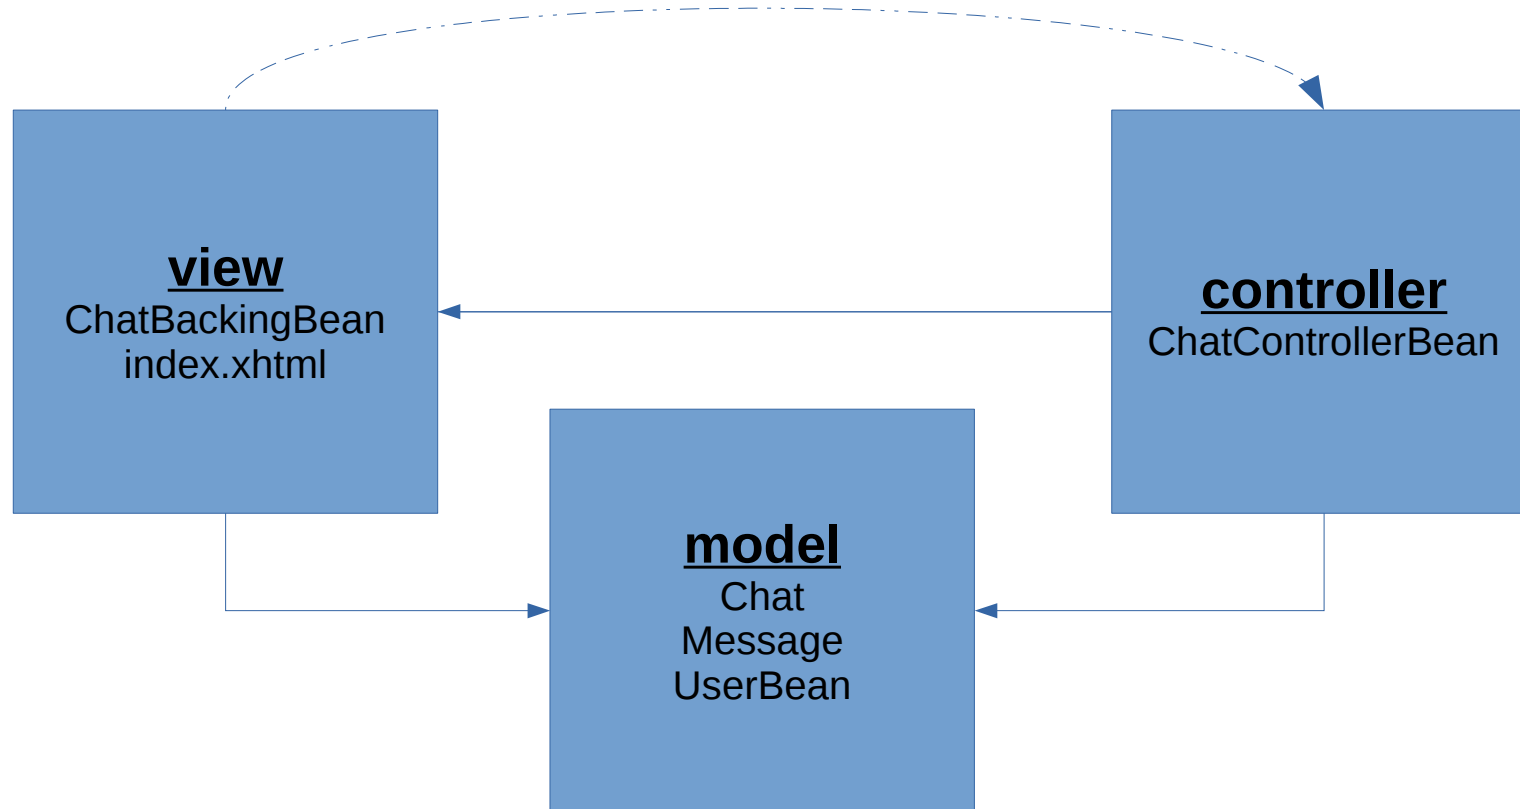 view
ChatBackingBean
index.xhtml
controller
ChatControllerBean
model
Chat
Message
UserBean